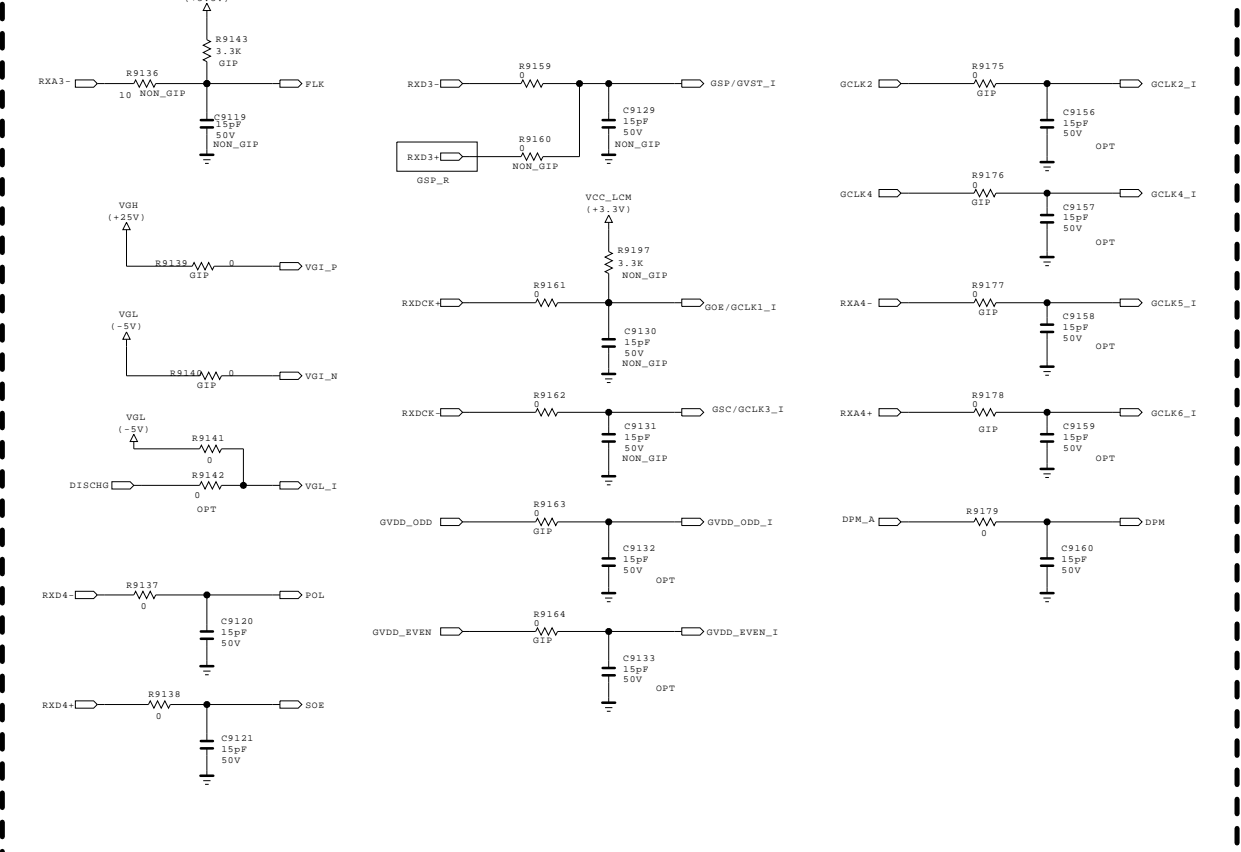 R9143
3.3K
GIP
RXA3-
R9136
10 NON_GIP
FLK
C9119
15pF
50V
NON_GIP
VGH
(+25V)
R9139 0
GIP
VGI_P
VGL
(-5V)
R9140 0
GIP
VGI_N
VGL
(-5V)
R9141
0
DISCHG
R9142
0
OPT
VGL_I
RXD4-
R9137
0
POL
C9120
15pF
50V
RXD4+
R9138
0
SOE
C9121
15pF
50V
RXD3-
R9159
0
GSP/GVST_I
C9129
15pF
50V
NON_GIP
RXD3+
GSP_R
R9160
0
NON_GIP
VCC_LCM
(+3.3V)
R9197
3.3K
NON_GIP
RXDCK+
R9161
0
GOE/GCLK1_I
C9130
15pF
50V
NON_GIP
RXDCK-
R9162
0
GSC/GCLK3_I
C9131
15pF
50V
NON_GIP
GVDD_ODD
R9163
0
GIP
GVDD_ODD_I
C9132
15pF
50V
OPT
GVDD_EVEN
R9164
0
GIP
GVDD_EVEN_I
C9133
15pF
50V
OPT
GCLK2
R9175
0
GIP
GCLK2_I
C9156
15pF
50V
OPT
GCLK4
R9176
0
GIP
GCLK4_I
C9157
15pF
50V
OPT
RXA4-
R9177
0
GIP
GCLK5_I
C9158
15pF
50V
OPT
RXA4+
R9178
0
GIP
GCLK6_I
C9159
15pF
50V
OPT
DPM_A
R9179
0
DPM
C9160
15pF
50V